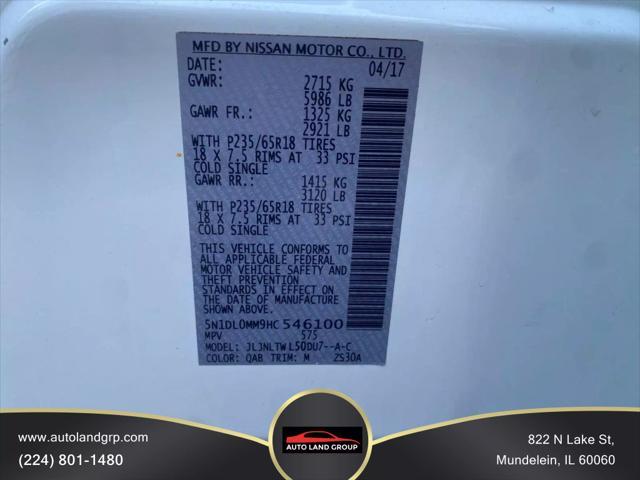 MFD BY NISSAN MOTOR CO., LTD.
DATE: 04/17
GVWR: 2715 KG
5986 LB
GAWR FR.: 1325 KG
2921 LB
WITH P235/65R18 TIRES
18 X 7.5 RIMS AT 33 PSI
COLD SINGLE
GAWR RR.: 1415 KG
3120 LB
WITH P235/65R18 TIRES
18 X 7.5 RIMS AT 33 PSI
COLD SINGLE
THIS VEHICLE CONFORMS TO
ALL APPLICABLE FEDERAL
MOTOR VEHICLE SAFETY AND
THEFT PREVENTION
STANDARDS IN EFFECT ON
THE DATE OF MANUFACTURE
SHOWN ABOVE.
5N1DL0MM9HC546100
MPV 575
MODEL: JLJNLTWL50DU7--A-C
COLOR: QAB TRIM: M ZS30A
www.autolandgrp.com
(224) 801-1480
AUTO LAND GROUP
822 N Lake St,
Mundelein, IL 60060